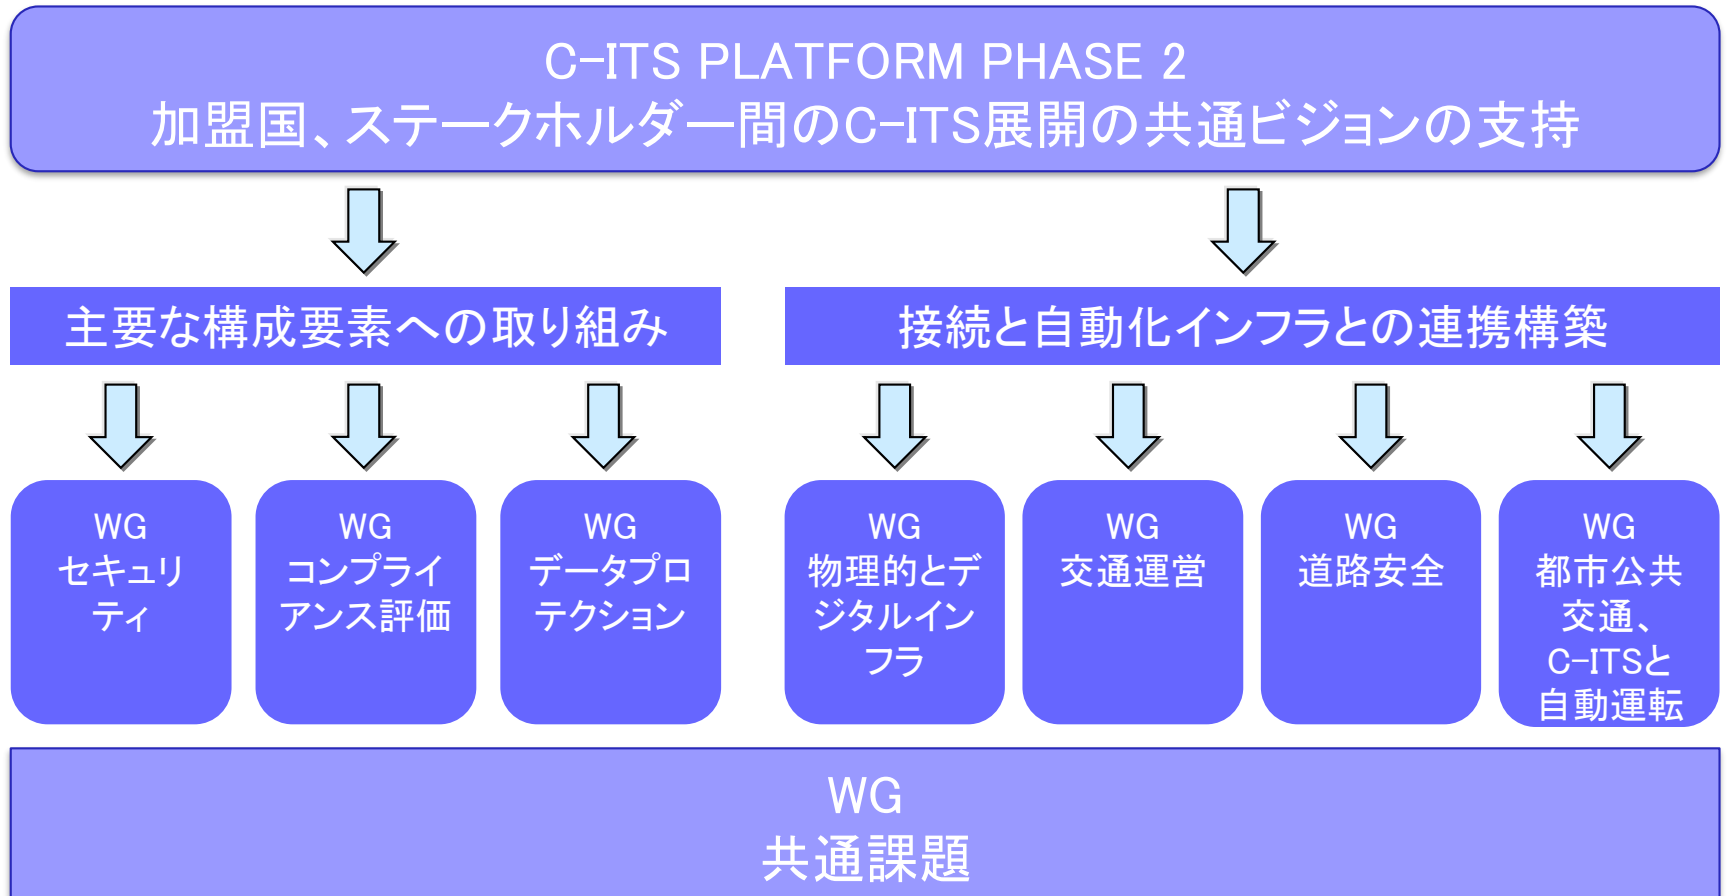 C-ITS PLATFORM PHASE 2
加盟国、ステークホルダー間のC-ITS展開の共通ビジョンの支持
主要な構成要素への取り組み
接続と自動化インフラとの連携構築
WG
セキュリ
ティ
WG
コンプライ
アンス評価
WG
データプロ
テクション
WG
物理的とデ
ジタルイン
フラ
WG
交通運営
WG
道路安全
WG
都市公共
交通、
C-ITSと
自動運転
WG
共通課題